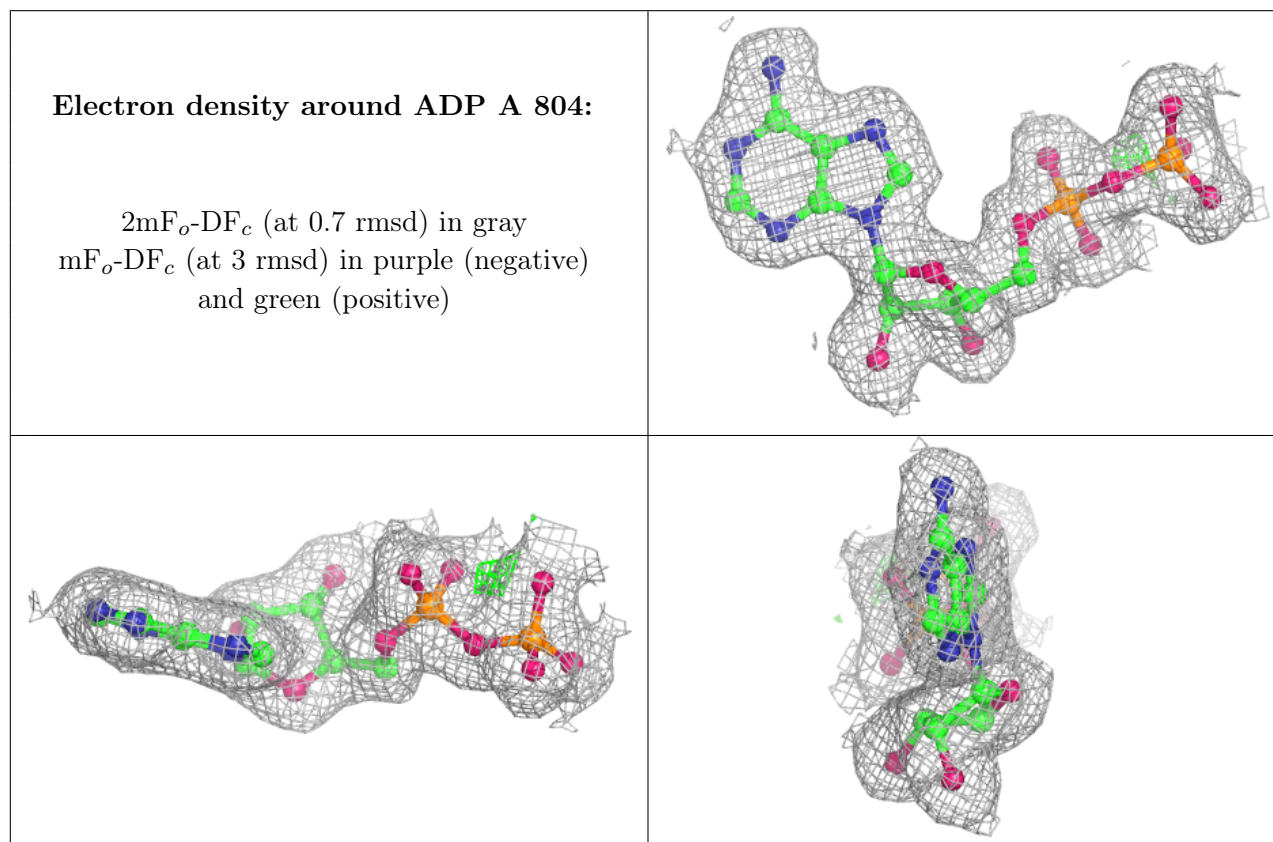 Electron density around ADP A 804:
2mFₒ-DF𝒸 (at 0.7 rmsd) in gray
mFₒ-DF𝒸 (at 3 rmsd) in purple (negative)
and green (positive)